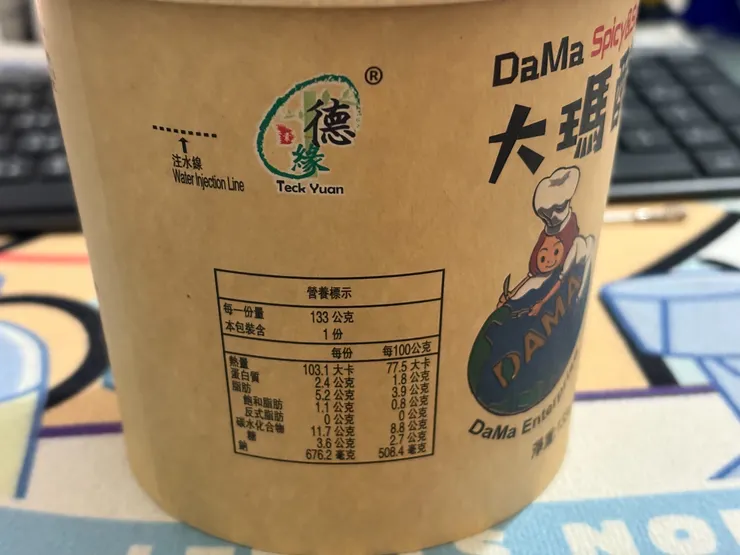 DaMa
大瑪
®
德緣
Teck Yuan
注水線
Water Injection Line
營養標示
每一份量 133 公克
本包裝含 1 份
每份 每100公克
熱量 103.1 大卡 77.5 大卡
蛋白質 2.4 公克 1.8 公克
脂肪 5.2 公克 3.9 公克
飽和脂肪 1.1 公克 0.8 公克
反式脂肪 0 公克 0 公克
碳水化合物 11.7 公克 8.8 公克
糖 3.6 公克 2.7 公克
鈉 676.2 毫克 508.4 毫克
DAMA
DaMa